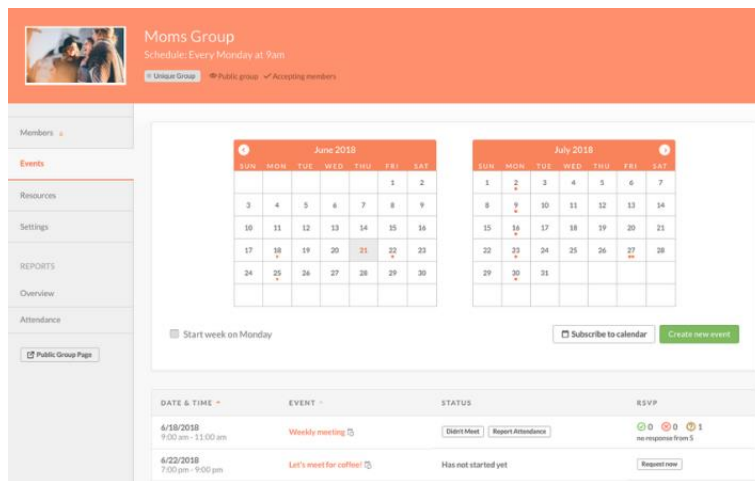 Moms Group
Schedule: Every Monday at 9am
Unique Group Public group Accepting members
Members
Events
Resources
Settings
REPORTS
Overview
Attendance
Public Group Page
June 2018
SUN MON TUE WED THU FRI SAT
1 2
3 4 5 6 7 8 9
10 11 12 13 14 15 16
17 18 19 20 21 22 23
24 25 26 27 28 29 30
July 2018
SUN MON TUE WED THU FRI SAT
1 2 3 4 5 6 7
8 9 10 11 12 13 14
15 16 17 18 19 20 21
22 23 24 25 26 27 28
29 30 31
Start week on Monday
Subscribe to calendar
Create new event
DATE & TIME EVENT STATUS RSVP
6/18/2018
9:00 am - 11:00 am
Weekly meeting
Didn't Meet Report Attendance
0 0 1
no response from 5
6/22/2018
7:00 pm - 9:00 pm
Let's meet for coffee!
Has not started yet
Request now